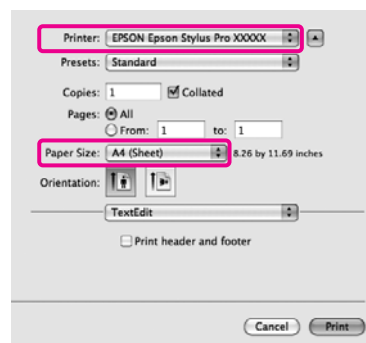 Printer: EPSON Epson Stylus Pro XXXXX
Presets: Standard
Copies: 1 Collated
Pages: All
From: 1 to: 1
Paper Size: A4 (Sheet) 8.26 by 11.69 inches
Orientation:
TextEdit
Print header and footer
Cancel Print